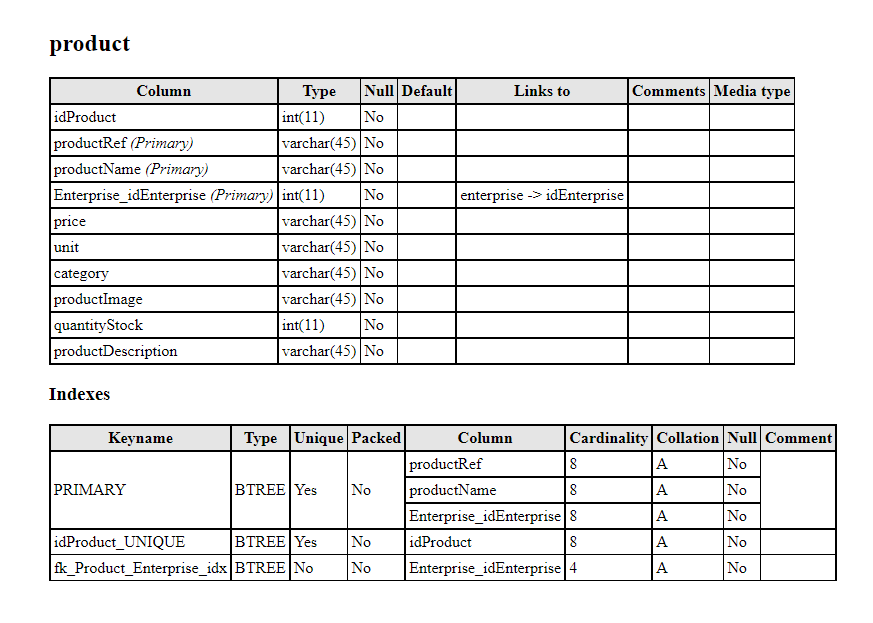 product
Column Type Null Default Links to Comments Media type
idProduct int(11) No
productRef (Primary) varchar(45) No
productName (Primary) varchar(45) No
Enterprise_idEnterprise (Primary) int(11) No enterprise -> idEnterprise
price varchar(45) No
unit varchar(45) No
category varchar(45) No
productImage varchar(45) No
quantityStock int(11) No
productDescription varchar(45) No
Indexes
Keyname Type Unique Packed Column Cardinality Collation Null Comment
productRef 8 A No
PRIMARY BTREE Yes No productName 8 A No
Enterprise_idEnterprise 8 A No
idProduct_UNIQUE BTREE Yes No idProduct 8 A No
fk_Product_Enterprise_idx BTREE No No Enterprise_idEnterprise 4 A No